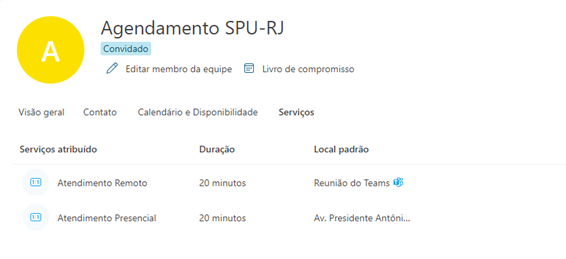 A
Agendamento SPU-RJ
Convidado
Editar membro da equipe Livro de compromisso
Visão geral Contato Calendário e Disponibilidade Serviços
Serviços atribuído Duração Local padrão
1:1 Atendimento Remoto 20 minutos Reunião do Teams
1:1 Atendimento Presencial 20 minutos Av. Presidente Antôni...